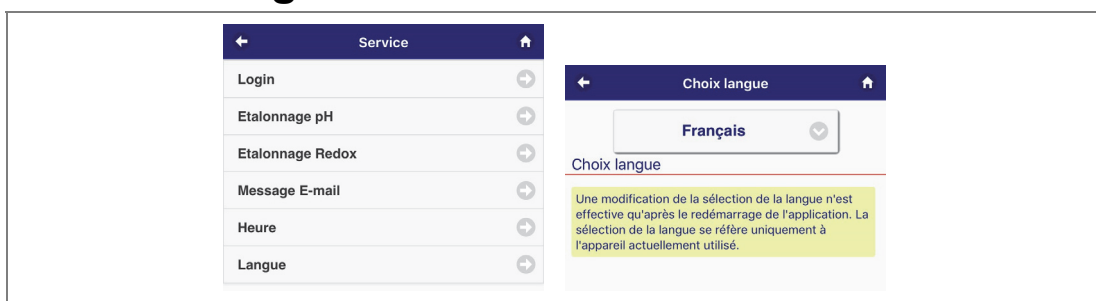 Service
Login
Etalonnage pH
Etalonnage Redox
Message E-mail
Heure
Langue
Choix langue
Français
Choix langue
Une modification de la sélection de la langue n'est
effective qu'après le redémarrage de l'application. La
sélection de la langue se réfère uniquement à
l'appareil actuellement utilisé.